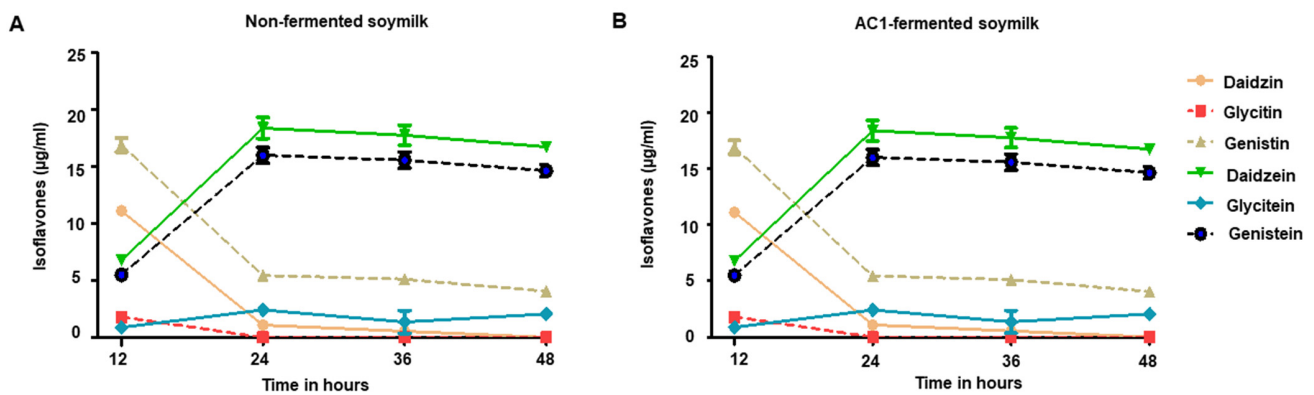 A
Non-fermented soymilk
25
20
15
10
5
0
Isoflavones (µg/ml)
12
24
36
48
Time in hours
B
AC1-fermented soymilk
25
20
15
10
5
0
Isoflavones (µg/ml)
12
24
36
48
Time in hours
Daidzin
Glycitin
Genistin
Daidzein
Glycitein
Genistein